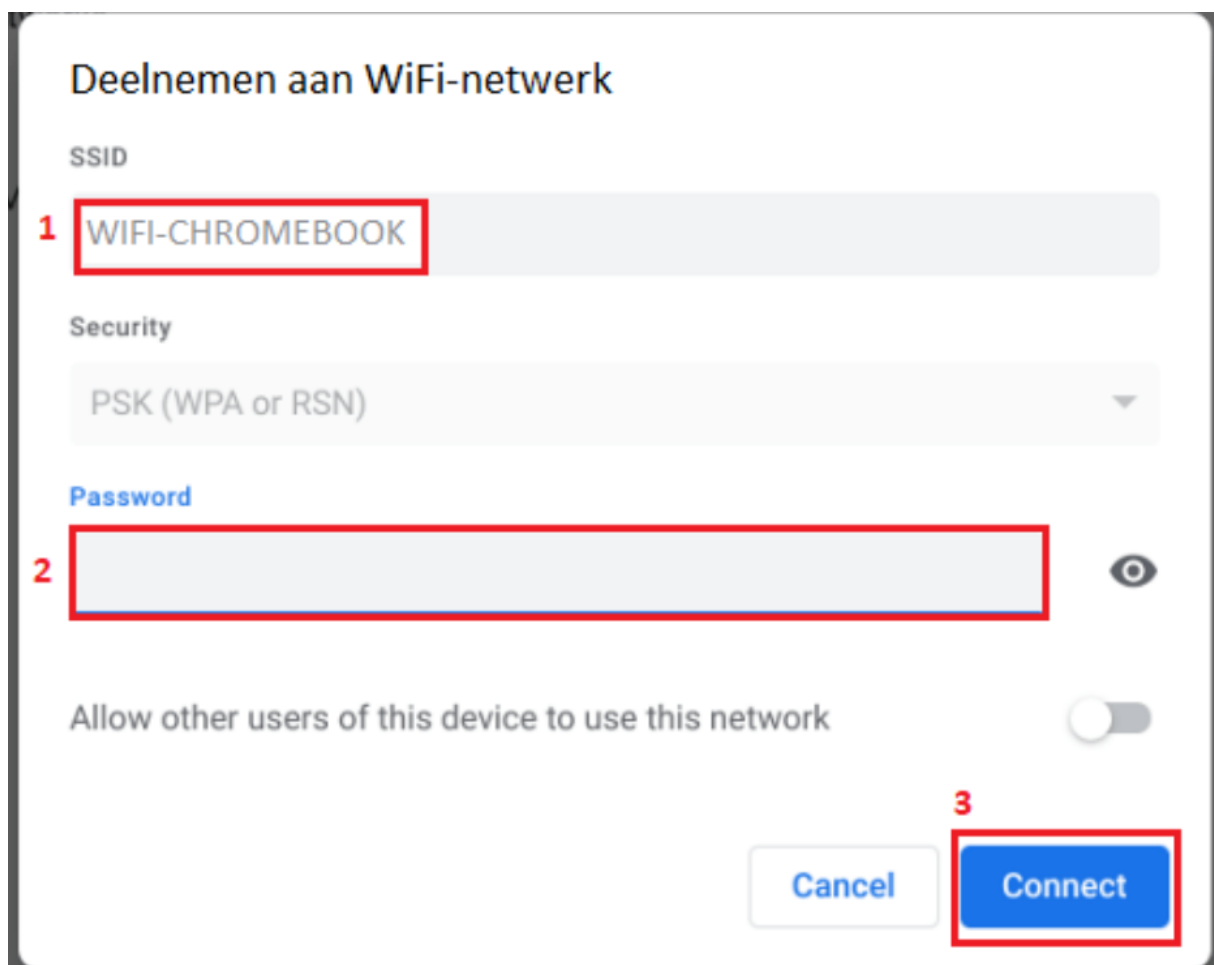 Deelnemen aan WiFi-netwerk
SSID
1 WIFI-CHROMEBOOK
Security
PSK (WPA or RSN)
Password
2
Allow other users of this device to use this network
3
Cancel Connect